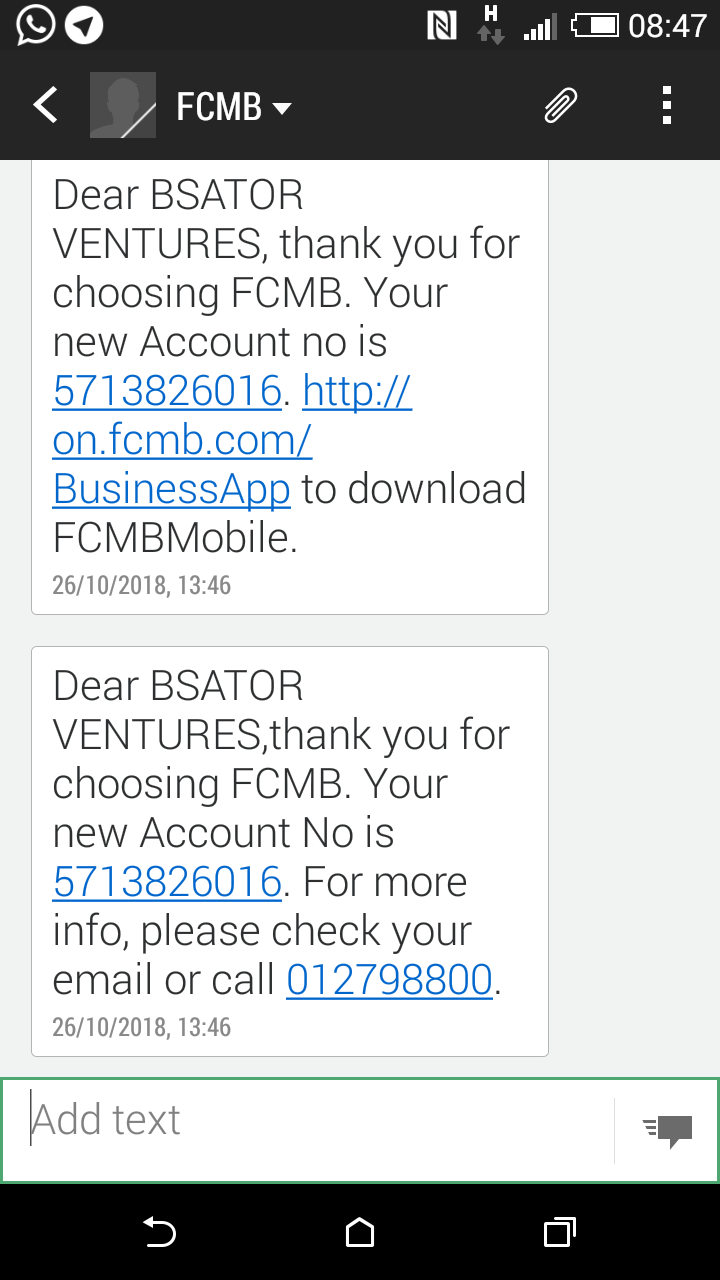 H
08:47
FCMB
Dear BSATOR
VENTURES, thank you for
choosing FCMB. Your
new Account no is
5713826016. http://
on.fcmb.com/
BusinessApp to download
FCMBMobile.
26/10/2018, 13:46
Dear BSATOR
VENTURES,thank you for
choosing FCMB. Your
new Account No is
5713826016. For more
info, please check your
email or call 012798800.
26/10/2018, 13:46
Add text